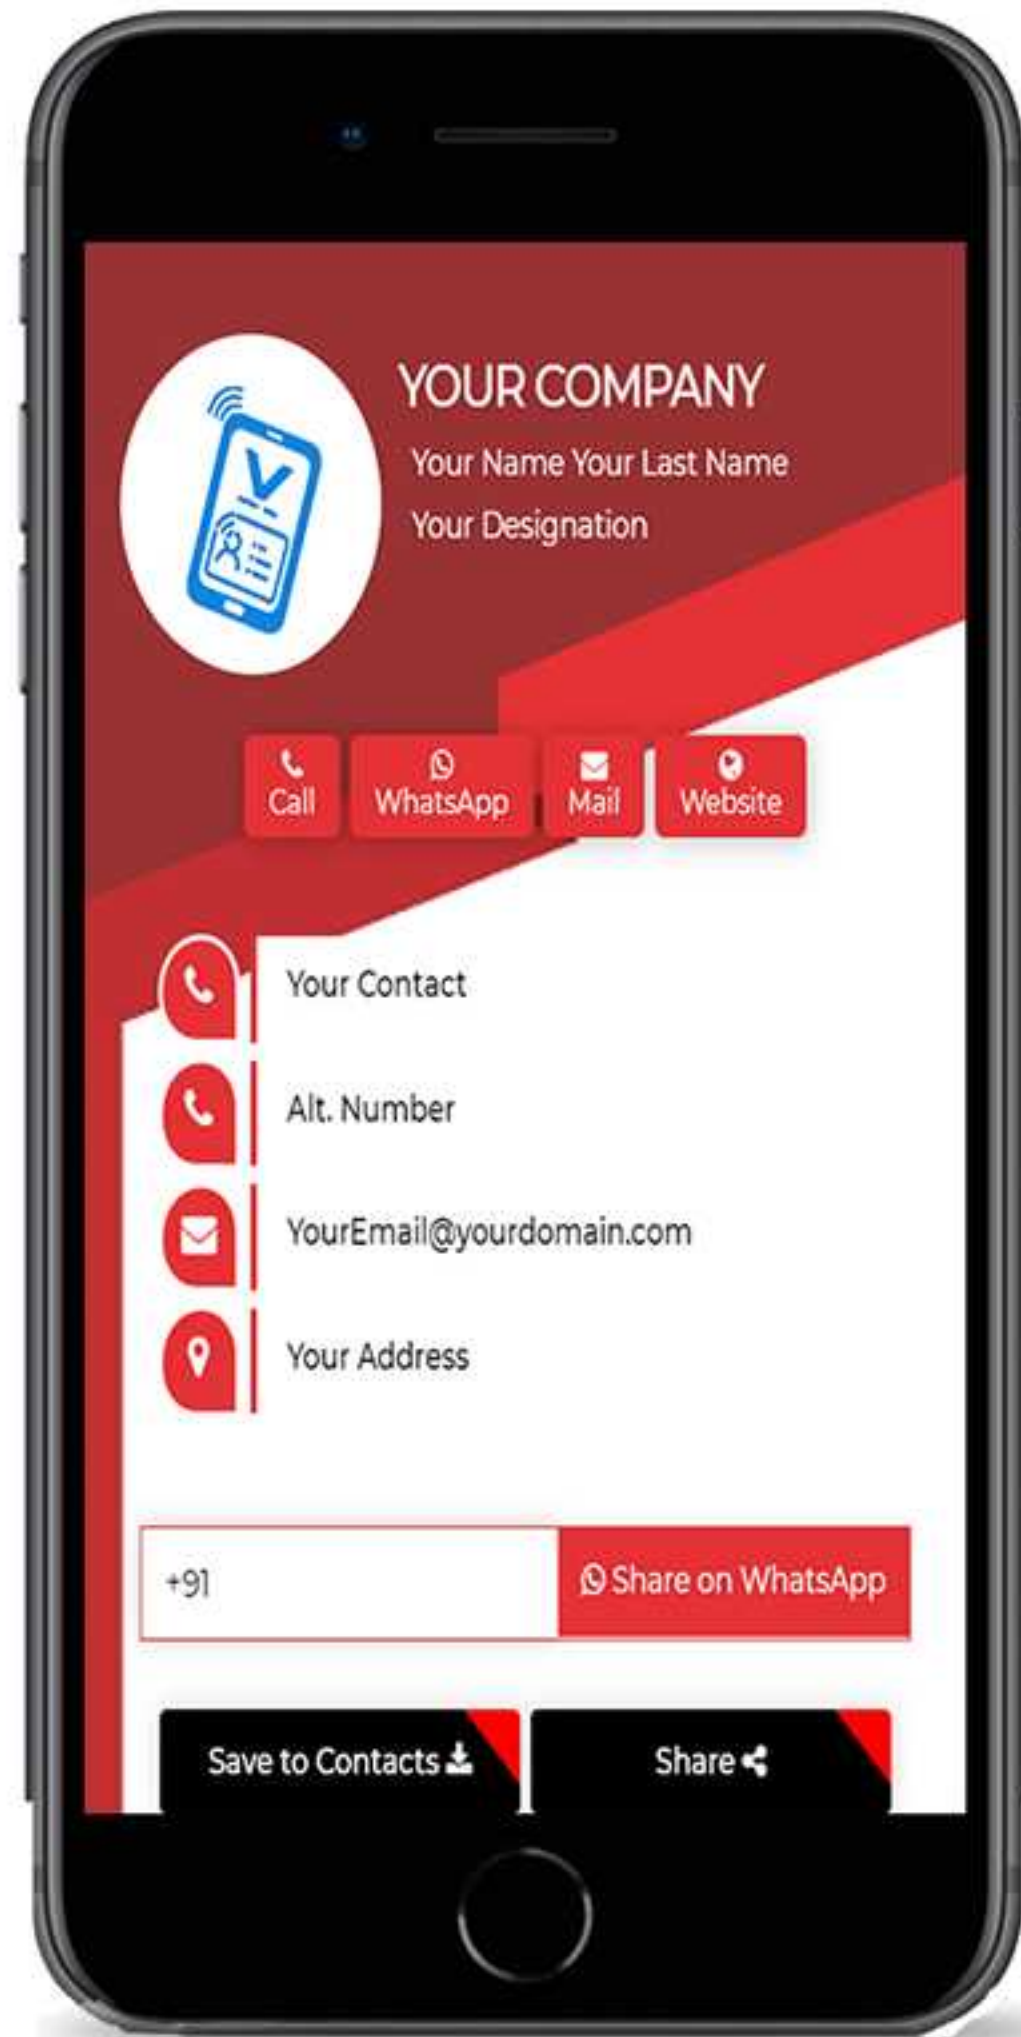 YOUR COMPANY
Your Name Your Last Name
Your Designation
Call WhatsApp Mail Website
Your Contact
Alt. Number
YourEmail@yourdomain.com
Your Address
+91 Share on WhatsApp
Save to Contacts Share